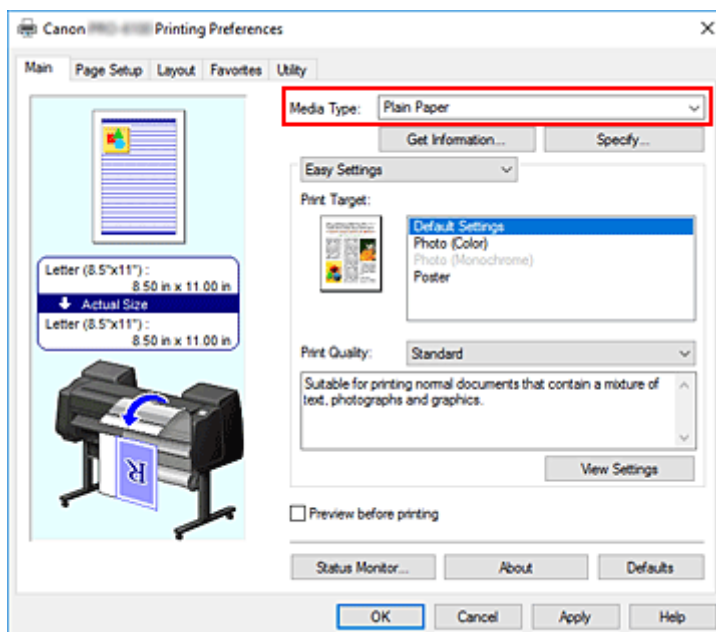 Canon Printing Preferences
Main Page Setup Layout Favorites Utility
Media Type: Plain Paper
Get Information... Specify...
Easy Settings
Print Target:
Default Settings
Photo (Color)
Photo (Monochrome)
Poster
Letter (8.5"x11") :
8.50 in x 11.00 in
Actual Size
Letter (8.5"x11") :
8.50 in x 11.00 in
Print Quality: Standard
Suitable for printing normal documents that contain a mixture of
text, photographs and graphics.
R
View Settings
Preview before printing
Status Monitor... About Defaults
OK Cancel Apply Help